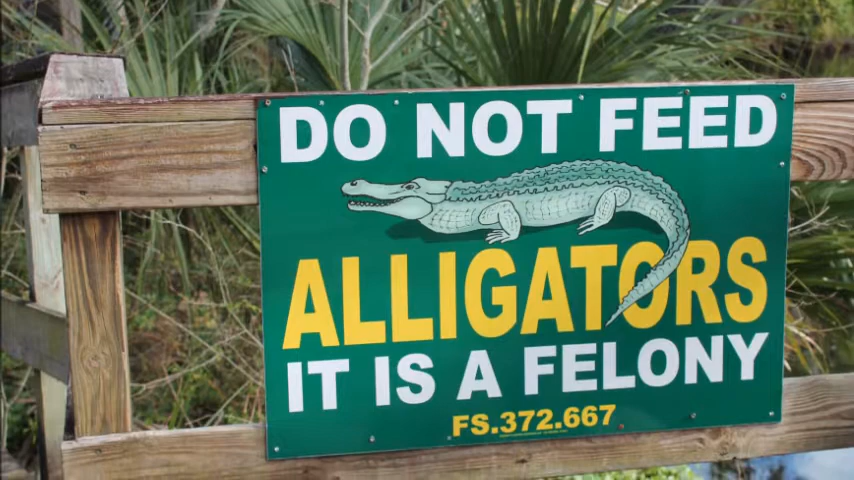 DO NOT FEED
ALLIGATORS
IT IS A FELONY
FS.372.667